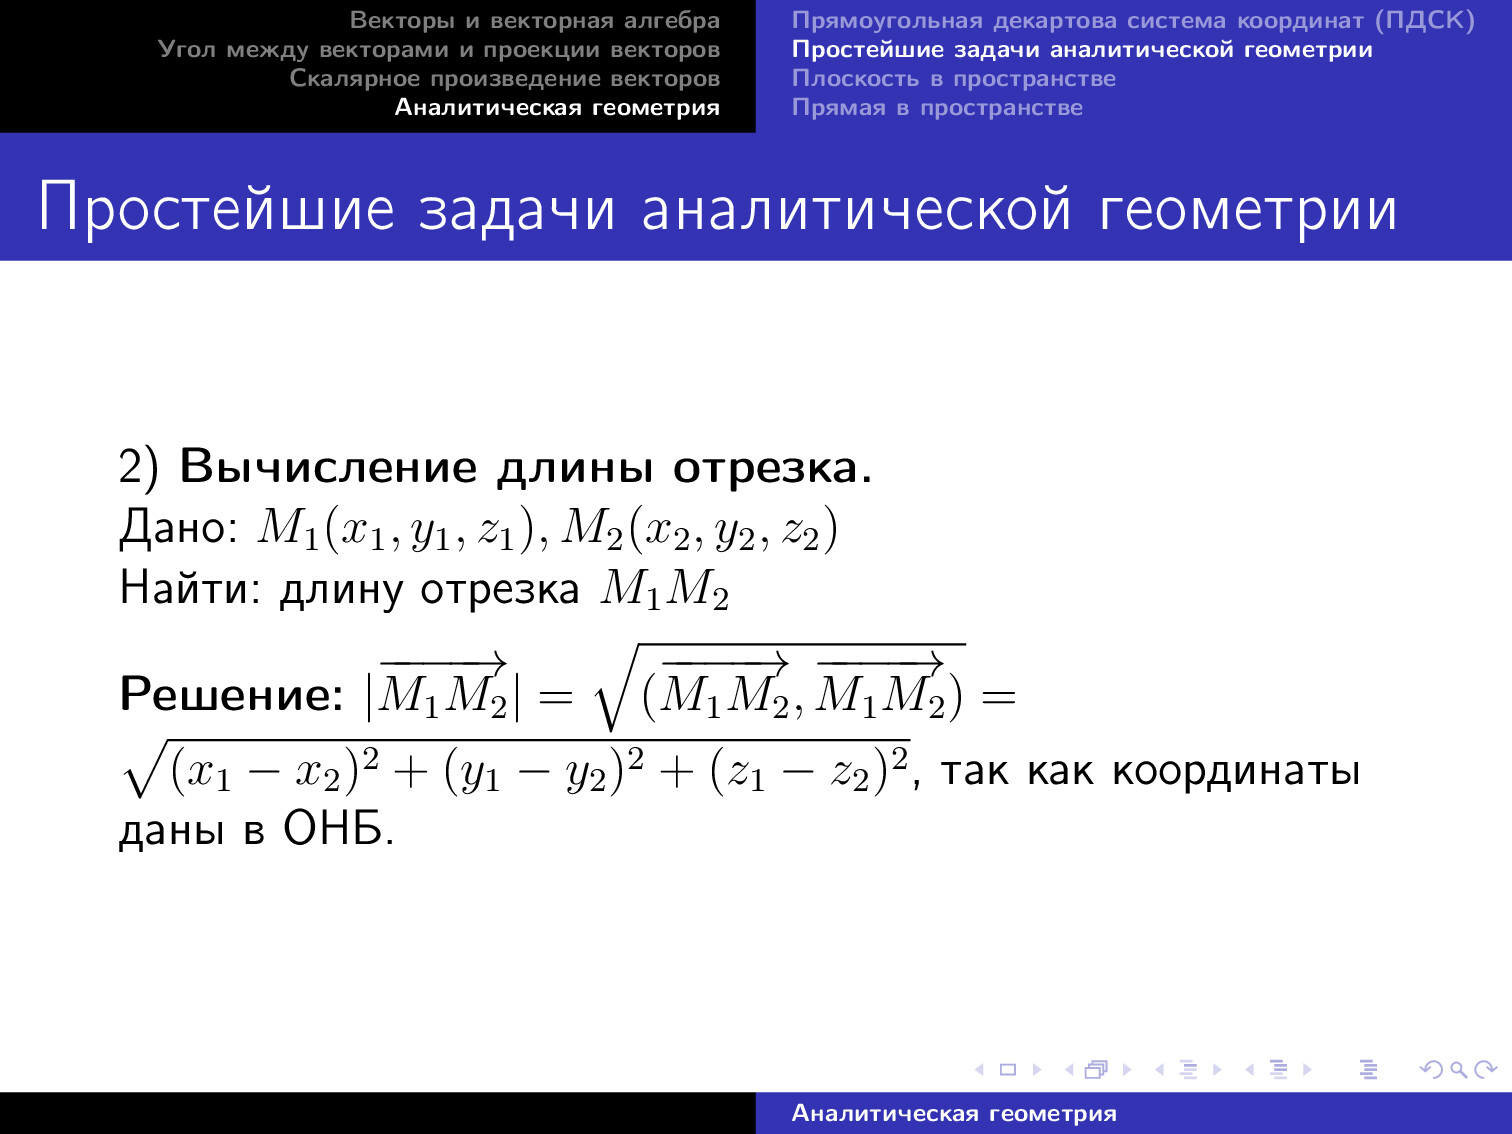 Векторы и векторная алгебра
Угол между векторами и проекции векторов
Скалярное произведение векторов
Аналитическая геометрия
Прямоугольная декартова система координат (ПДСК)
Простейшие задачи аналитической геометрии
Плоскость в пространстве
Прямая в пространстве
Простейшие задачи аналитической геометрии
2) Вычисление длины отрезка.
Дано: $M_1(x_1, y_1, z_1), M_2(x_2, y_2, z_2)$
Найти: длину отрезка $M_1M_2$
Решение: $|\overrightarrow{M_1M_2}| = \sqrt{(\overrightarrow{M_1M_2}, \overrightarrow{M_1M_2})} =$
$\sqrt{(x_1 - x_2)^2 + (y_1 - y_2)^2 + (z_1 - z_2)^2}$, так как координаты
даны в ОНБ.
Аналитическая геометрия